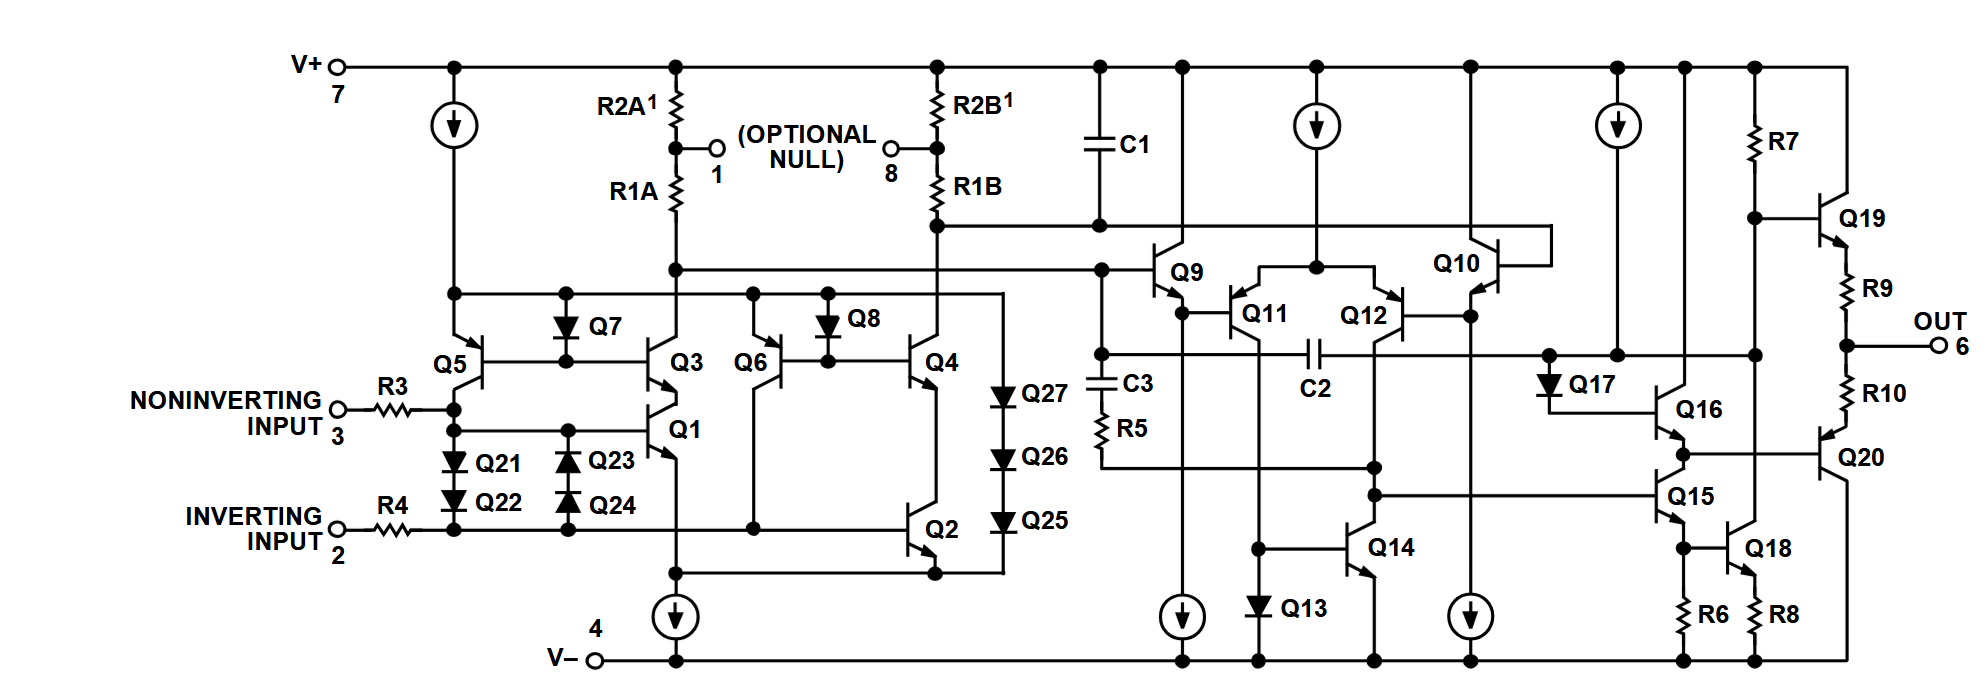 V+
7
R2A1
(OPTIONAL
NULL)
R2B1
1
8
R1A
R1B
C1
R7
Q19
Q9
Q10
R9
Q11
Q12
OUT
6
Q7
Q8
Q5
Q3
Q6
Q4
C3
C2
Q17
R10
NONINVERTING
INPUT
3
R3
Q27
Q16
Q1
R5
Q21
Q23
Q26
Q20
Q22
Q24
Q15
INVERTING
INPUT
2
R4
Q2
Q25
Q14
Q18
Q13
R6
R8
4
V–